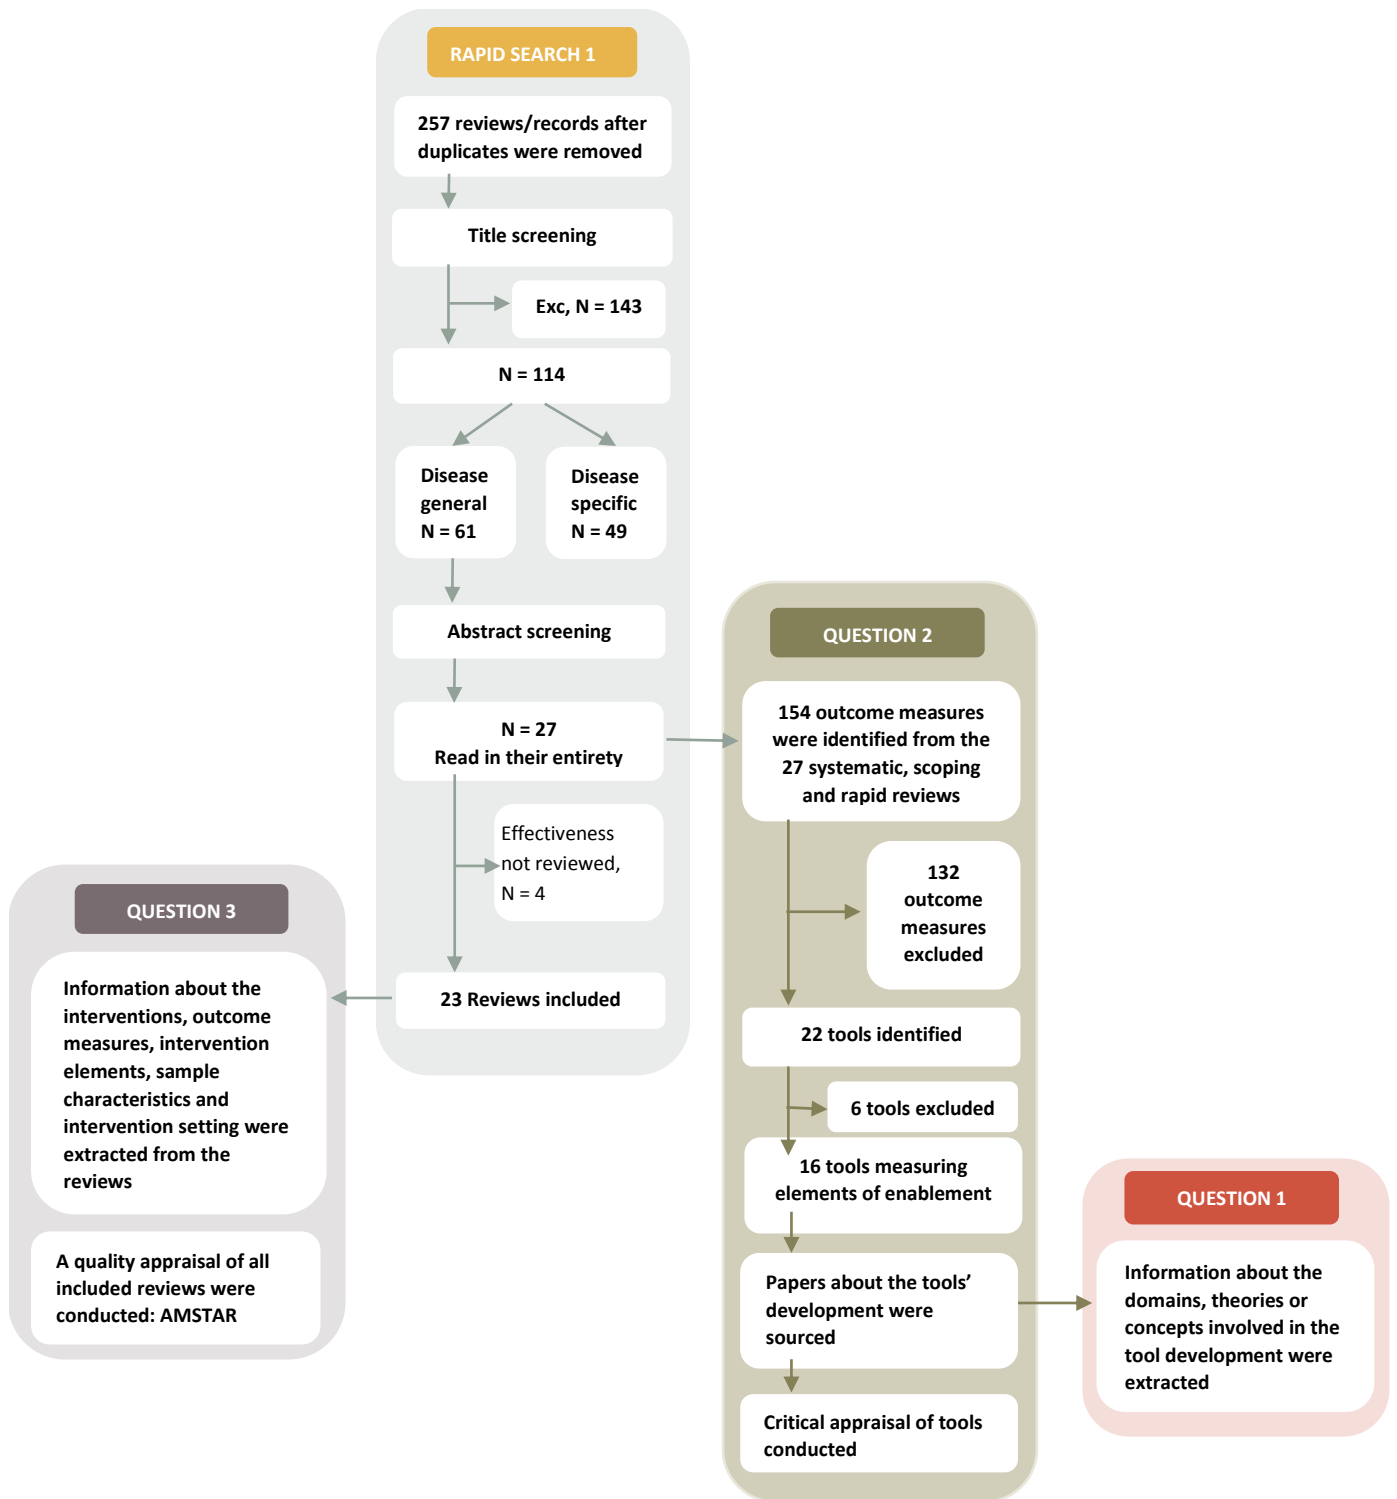 RAPID SEARCH 1
257 reviews/records after
duplicates were removed
Title screening
Exc, N = 143
N = 114
Disease
general
N = 61
Disease
specific
N = 49
Abstract screening
N = 27
Read in their entirety
Effectiveness
not reviewed,
N = 4
23 Reviews included
QUESTION 2
154 outcome measures
were identified from the
27 systematic, scoping
and rapid reviews
132
outcome
measures
excluded
22 tools identified
6 tools excluded
16 tools measuring
elements of enablement
Papers about the tools’
development were
sourced
Critical appraisal of tools
conducted
QUESTION 3
Information about the
interventions, outcome
measures, intervention
elements, sample
characteristics and
intervention setting were
extracted from the
reviews
A quality appraisal of all
included reviews were
conducted: AMSTAR
QUESTION 1
Information about the
domains, theories or
concepts involved in the
tool development were
extracted